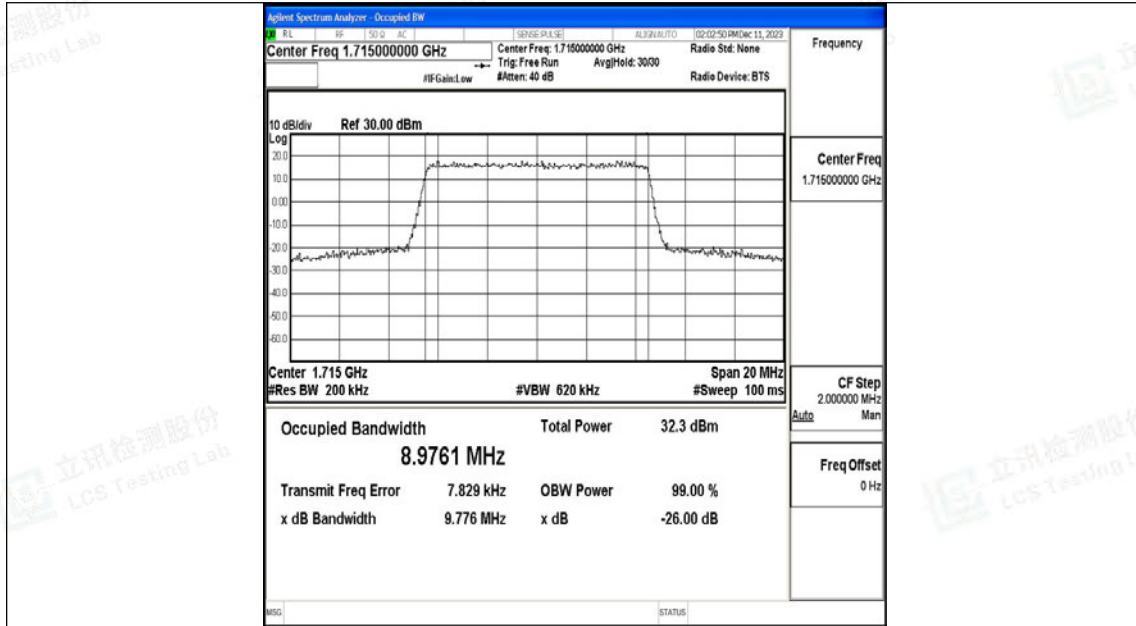 Agilent Spectrum Analyzer - Occupied BW
RL RF 50 Ω AC SENSE:PULSE ALIGNAUTO 02:02:50 PM Dec 11, 2023
Center Freq 1.715000000 GHz
Center Freq: 1.715000000 GHz
Radio Std: None
Trig: Free Run Avg|Hold: 30/30
#IFGain:Low
#Atten: 40 dB
Radio Device: BTS
Frequency
10 dB/div Ref 30.00 dBm
Log
20.0
10.0
0.00
-10.0
-20.0
-30.0
-40.0
-50.0
-60.0
Center 1.715 GHz Span 20 MHz
#Res BW 200 kHz #VBW 620 kHz #Sweep 100 ms
Center Freq
1.715000000 GHz
CF Step
2.000000 MHz
Auto Man
Freq Offset
0 Hz
Occupied Bandwidth Total Power 32.3 dBm
8.9761 MHz
Transmit Freq Error 7.829 kHz OBW Power 99.00 %
x dB Bandwidth 9.776 MHz x dB -26.00 dB
MSG STATUS
立讯检测股份
LCS Testing Lab
立讯检测股份